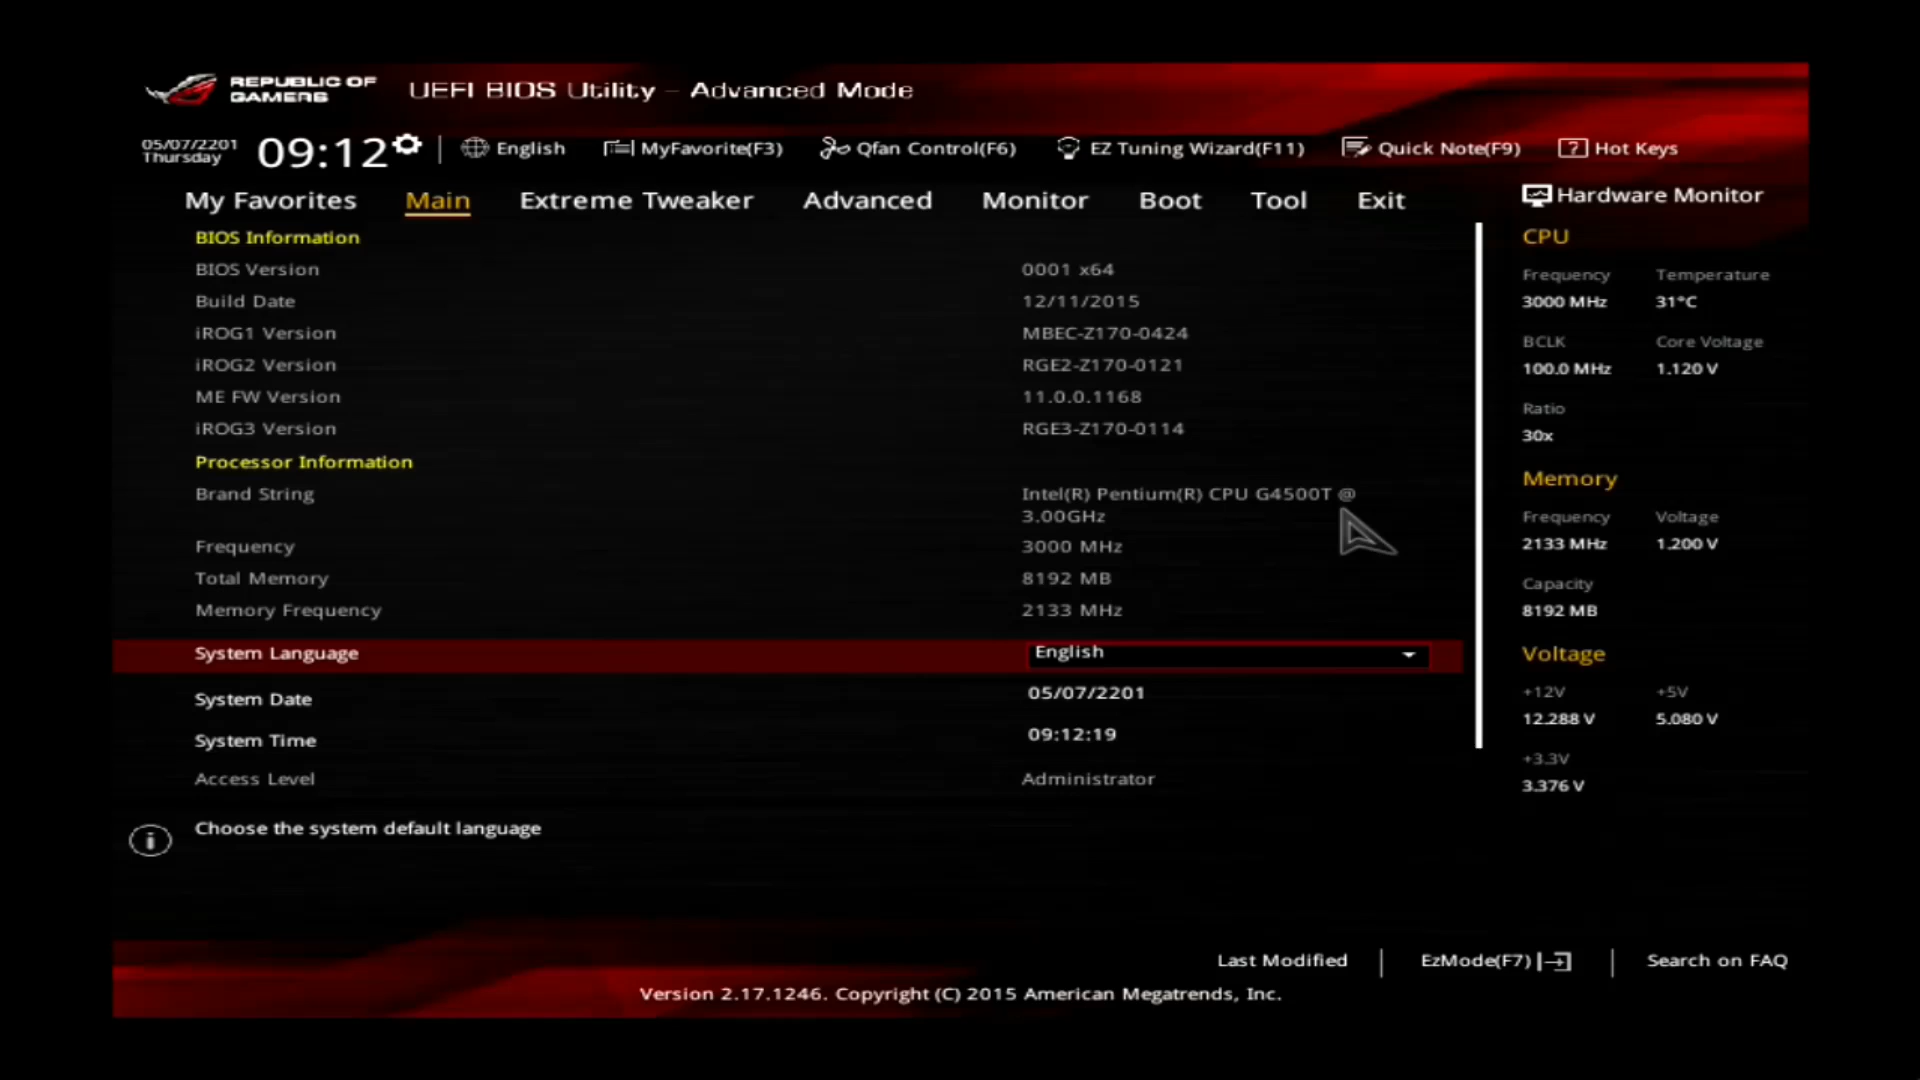 REPUBLIC OF
GAMERS
UEFI BIOS Utility – Advanced Mode
05/07/2201
Thursday
09:12
English
MyFavorite(F3)
Qfan Control(F6)
EZ Tuning Wizard(F11)
Quick Note(F9)
? Hot Keys
My Favorites Main Extreme Tweaker Advanced Monitor Boot Tool Exit
BIOS Information
BIOS Version 0001 x64
Build Date 12/11/2015
iROG1 Version MBEC-Z170-0424
iROG2 Version RGE2-Z170-0121
ME FW Version 11.0.0.1168
iROG3 Version RGE3-Z170-0114
Processor Information
Brand String Intel(R) Pentium(R) CPU G4500T @
3.00GHz
Frequency 3000 MHz
Total Memory 8192 MB
Memory Frequency 2133 MHz
System Language English
System Date 05/07/2201
System Time 09:12:19
Access Level Administrator
i Choose the system default language
Hardware Monitor
CPU
Frequency Temperature
3000 MHz 31°C
BCLK Core Voltage
100.0 MHz 1.120 V
Ratio
30x
Memory
Frequency Voltage
2133 MHz 1.200 V
Capacity
8192 MB
Voltage
+12V +5V
12.288 V 5.080 V
+3.3V
3.376 V
Last Modified
EzMode(F7)
Search on FAQ
Version 2.17.1246. Copyright (C) 2015 American Megatrends, Inc.